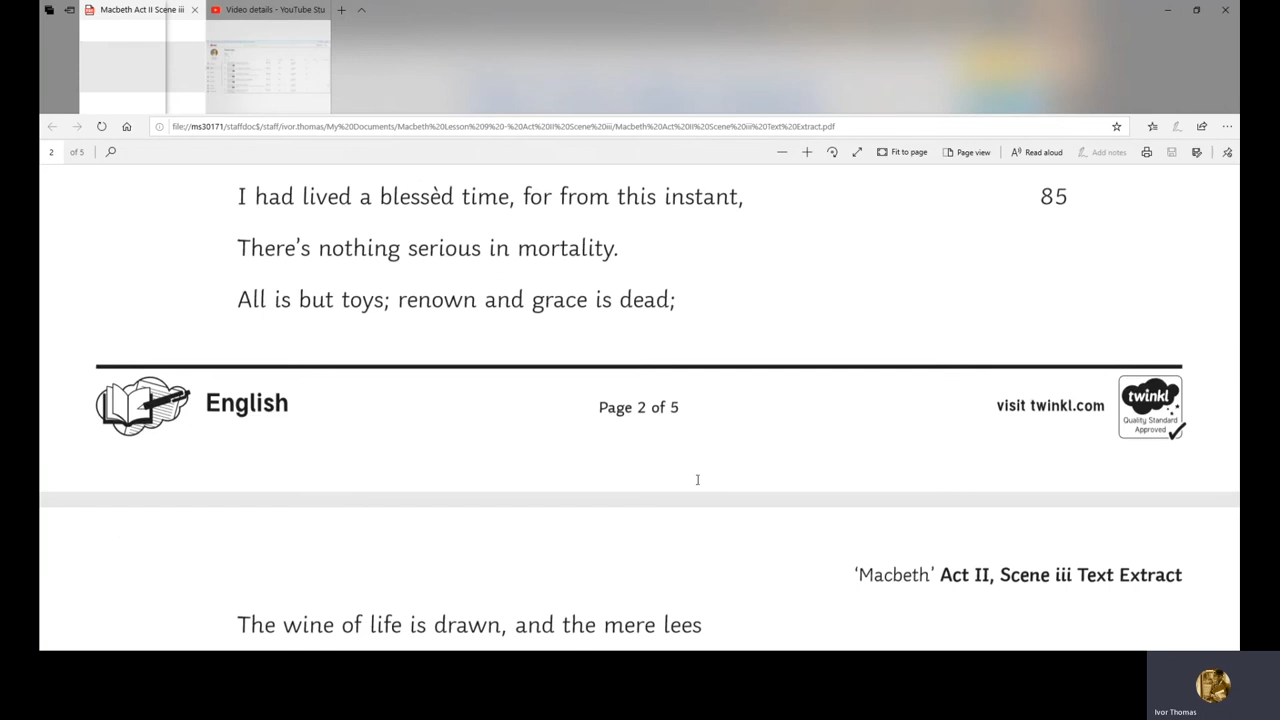 Macbeth Act II Scene iii
Video details - YouTube Stu
file://ms30171/staffdoc$/staff/ivor.thomas/My%20Documents/Macbeth%20Lesson%209%20-%20Act%20II%20Scene%20iii/Macbeth%20Act%20II%20Scene%20iii%20Text%20Extract.pdf
2 of 5
Fit to page
Page view
Read aloud
Add notes
I had lived a blessèd time, for from this instant, 85
There's nothing serious in mortality.
All is but toys; renown and grace is dead;
English
Page 2 of 5
visit twinkl.com
twinkl
Quality Standard
Approved
'Macbeth' Act II, Scene iii Text Extract
The wine of life is drawn, and the mere lees
Ivor Thomas